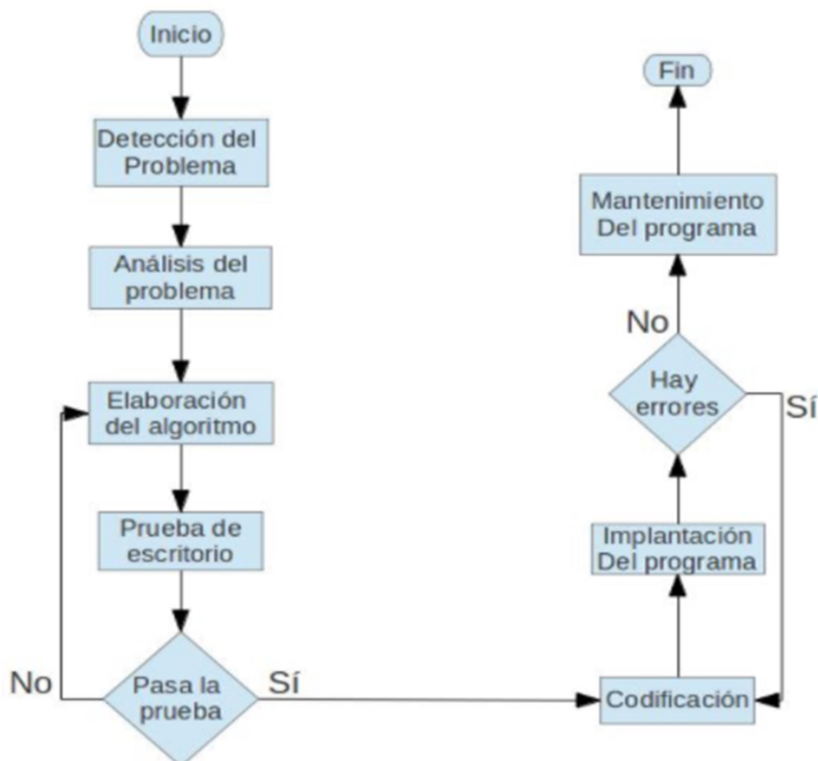 Inicio
Detección del
Problema
Análisis del
problema
Elaboración
del algoritmo
Prueba de
escritorio
Pasa la
prueba
No
Sí
Codificación
Implantación
Del programa
Hay
errores
Sí
No
Mantenimiento
Del programa
Fin